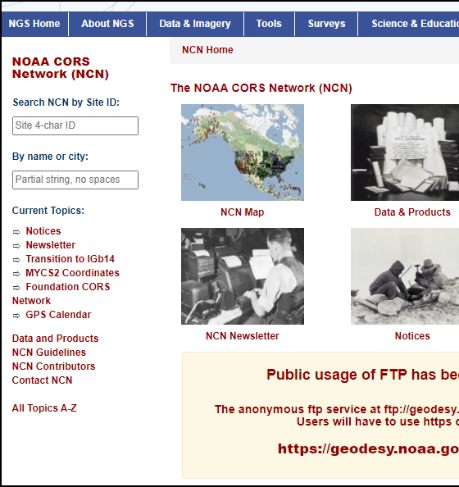 NGS Home
About NGS
Data & Imagery
Tools
Surveys
Science &
NCN Home
NOAA CORS
Network (NCN)
Search NCN by Site ID:
Site 4-char ID
By name or city:
Partial string, no spaces
Current Topics:
⇨ Notices
⇨ Newsletter
⇨ Transition to IGb14
⇨ MYCS2 Coordinates
⇨ Foundation CORS
Network
⇨ GPS Calendar
Data and Products
NCN Guidelines
NCN Contributors
Contact NCN
All Topics A-Z
The NOAA CORS Network (NCN)
NCN Map
Data & Products
NCN Newsletter
Notices
Public usage of FTP has
The anonymous ftp service at ftp://geodesy.
Users will have to use https
https://geodesy.noaa.go